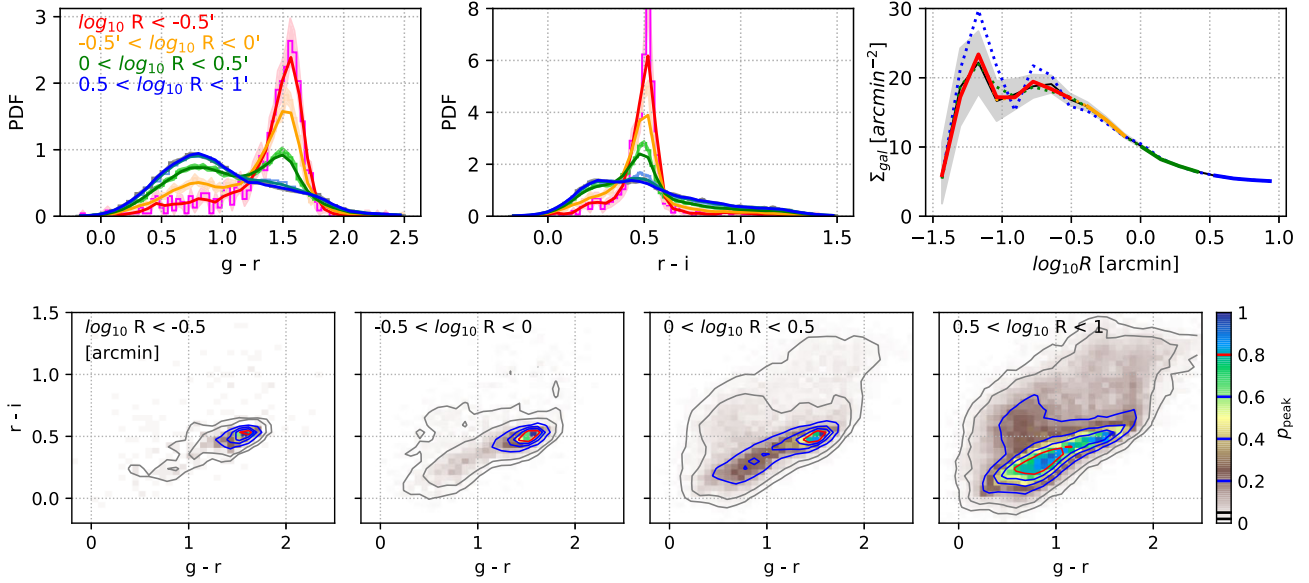 3
2
1
0
PDF
log₁₀ R < -0.5'
-0.5' < log₁₀ R < 0'
0 < log₁₀ R < 0.5'
0.5 < log₁₀ R < 1'
0.0 0.5 1.0 1.5 2.0 2.5
g - r
8
6
4
2
0
PDF
0.0 0.5 1.0 1.5
r - i
30
20
10
0
Σgal [arcmin⁻²]
−1.5 −1.0 −0.5 0.0 0.5 1.0
log₁₀R [arcmin]
1.5
1.0
0.5
0.0
r - i
log₁₀ R < -0.5
[arcmin]
0 1 2
g - r
-0.5 < log₁₀ R < 0
0 1 2
g - r
0 < log₁₀ R < 0.5
0 1 2
g - r
0.5 < log₁₀ R < 1
0 1 2
g - r
1
0.8
0.6
0.4
0.2
0
Ppeak